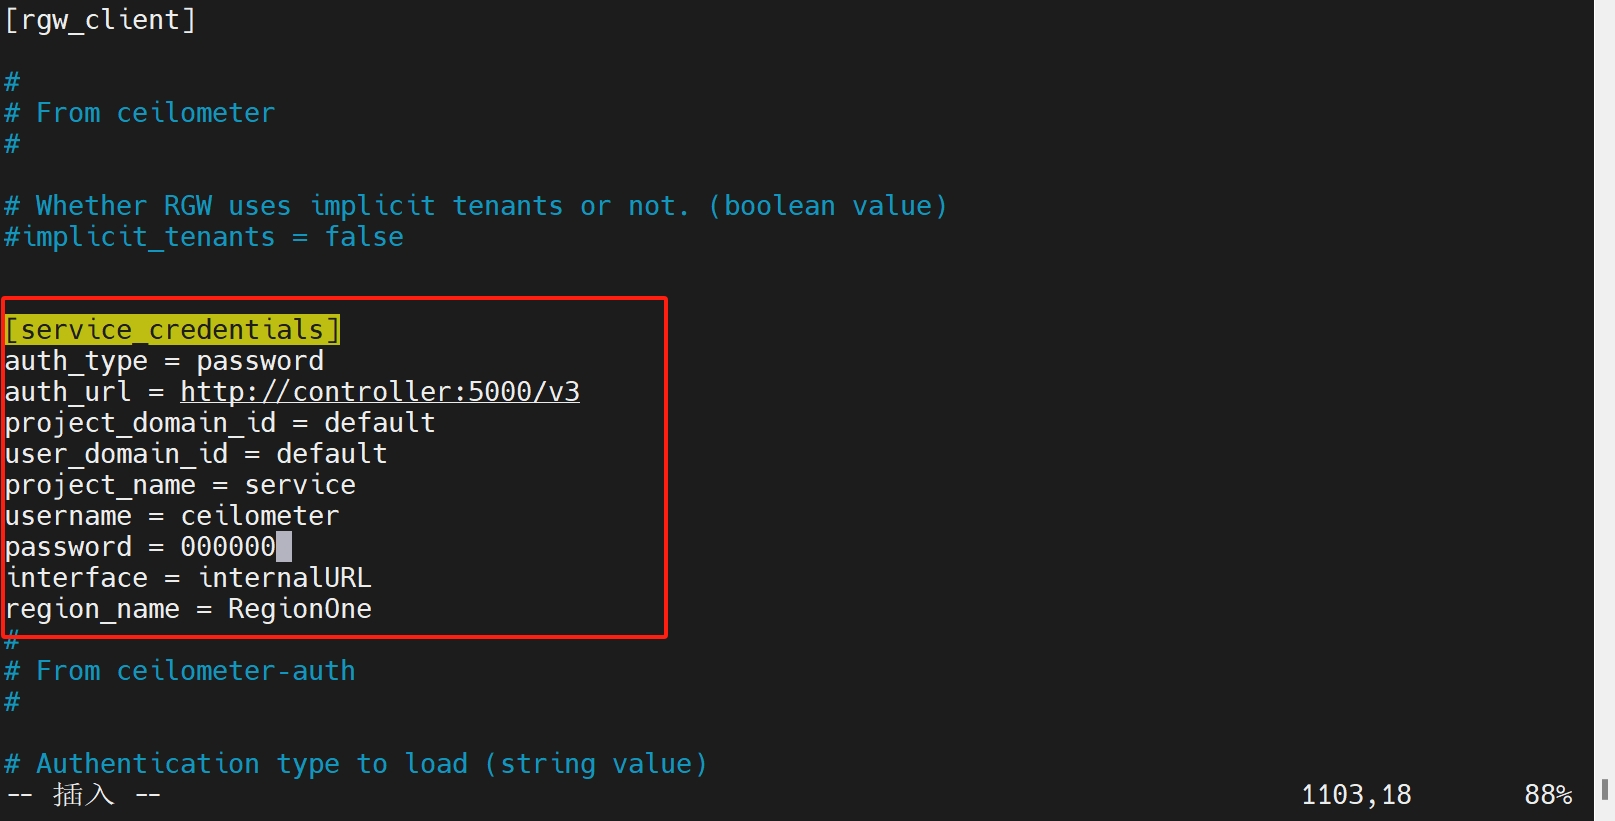 [rgw_client]
#
# From ceilometer
#
# Whether RGW uses implicit tenants or not. (boolean value)
#implicit_tenants = false
[service_credentials]
auth_type = password
auth_url = http://controller:5000/v3
project_domain_id = default
user_domain_id = default
project_name = service
username = ceilometer
password = 000000
interface = internalURL
region_name = RegionOne
#
# From ceilometer-auth
#
# Authentication type to load (string value)
-- 插入 -- 1103,18 88%